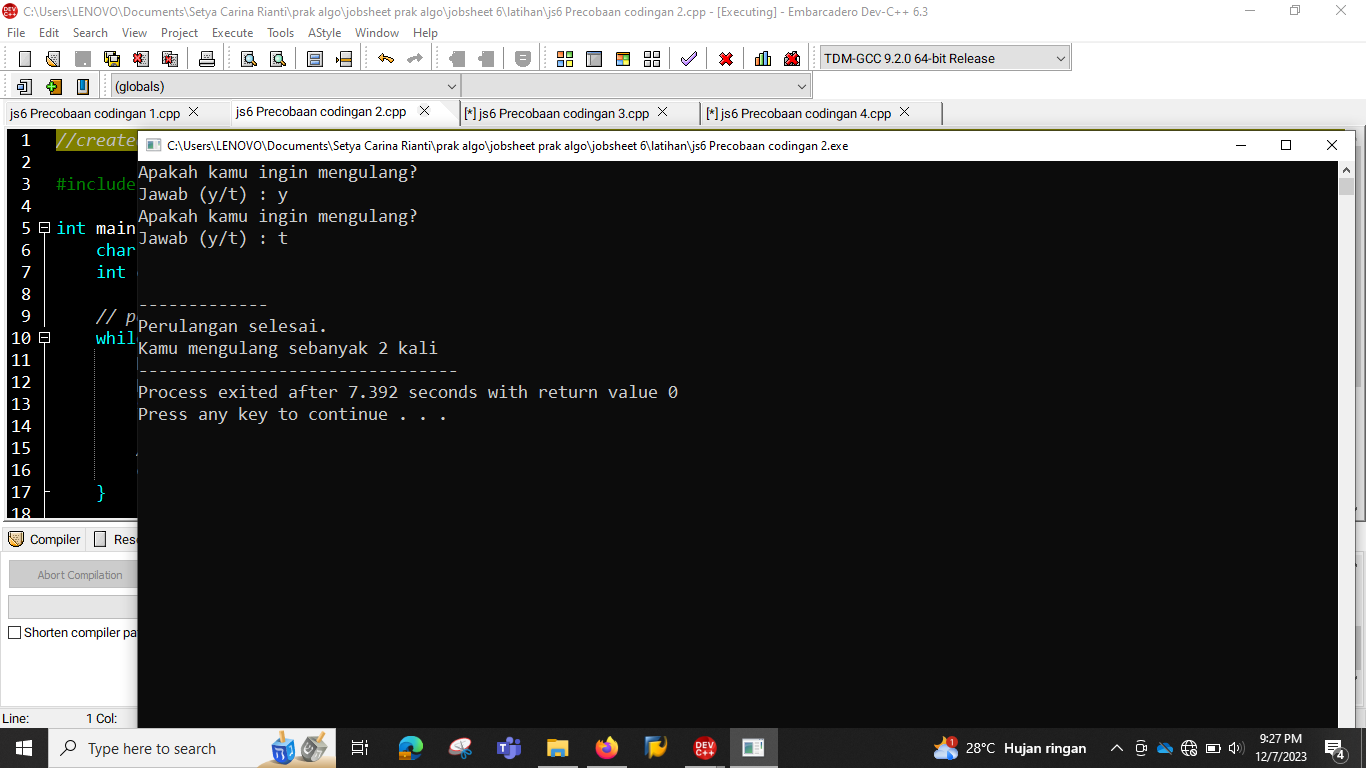 C:\Users\LENOVO\Documents\Setya Carina Rianti\prak algo\jobsheet prak algo\jobsheet 6\latihan\js6 Precobaan codingan 2.cpp - [Executing] - Embarcadero Dev-C++ 6.3
File Edit Search View Project Execute Tools AStyle Window Help
TDM-GCC 9.2.0 64-bit Release
(globals)
js6 Precobaan codingan 1.cpp js6 Precobaan codingan 2.cpp [*] js6 Precobaan codingan 3.cpp [*] js6 Precobaan codingan 4.cpp
1 //create
2
3 #include
4
5 int main
6 char
7 int
8
9 // p
10 whil
11
12
13
14
15
16
17 }
18
C:\Users\LENOVO\Documents\Setya Carina Rianti\prak algo\jobsheet prak algo\jobsheet 6\latihan\js6 Precobaan codingan 2.exe
Apakah kamu ingin mengulang?
Jawab (y/t) : y
Apakah kamu ingin mengulang?
Jawab (y/t) : t
-------------
Perulangan selesai.
Kamu mengulang sebanyak 2 kali
--------------------------------
Process exited after 7.392 seconds with return value 0
Press any key to continue . . .
Compiler Reso
Abort Compilation
Shorten compiler pa
Line: 1 Col:
Type here to search
DEV C++
1
28°C Hujan ringan
9:27 PM
12/7/2023
4